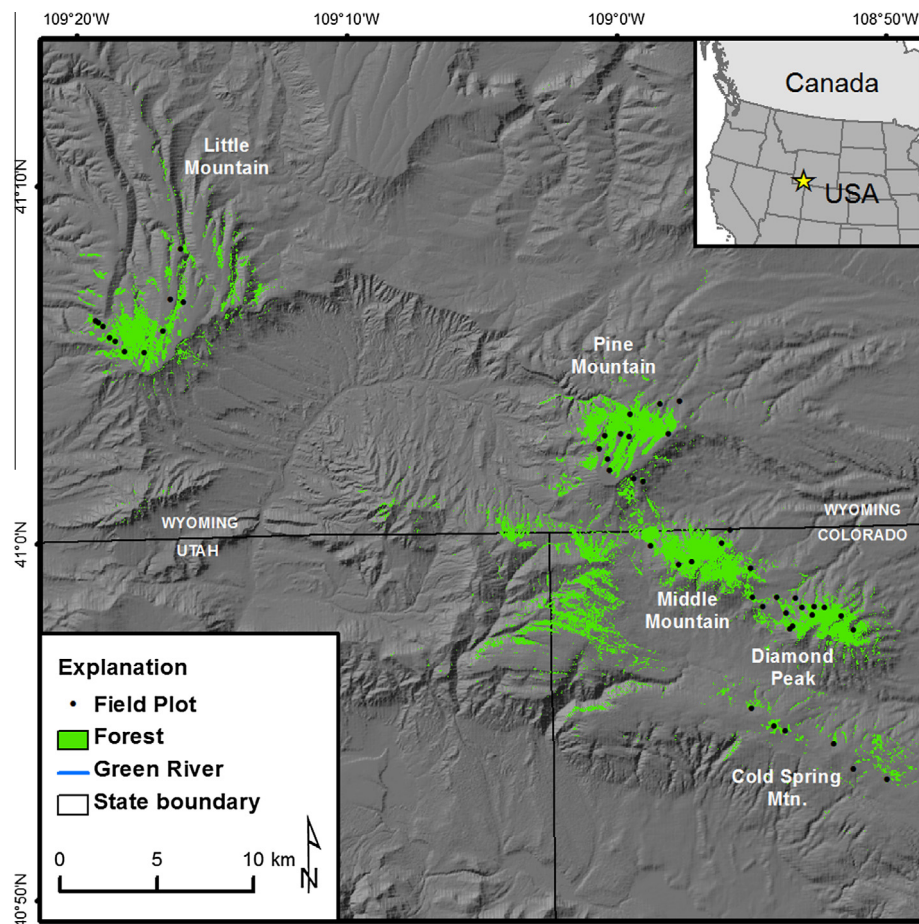 109°20'W
109°10'W
109°0'W
108°50'W
41°10'N
41°0'N
40°50'N
Canada
USA
Little
Mountain
Pine
Mountain
WYOMING
UTAH
WYOMING
COLORADO
Middle
Mountain
Diamond
Peak
Cold Spring
Mtn.
Explanation
Field Plot
Forest
Green River
State boundary
0 5 10 km
N